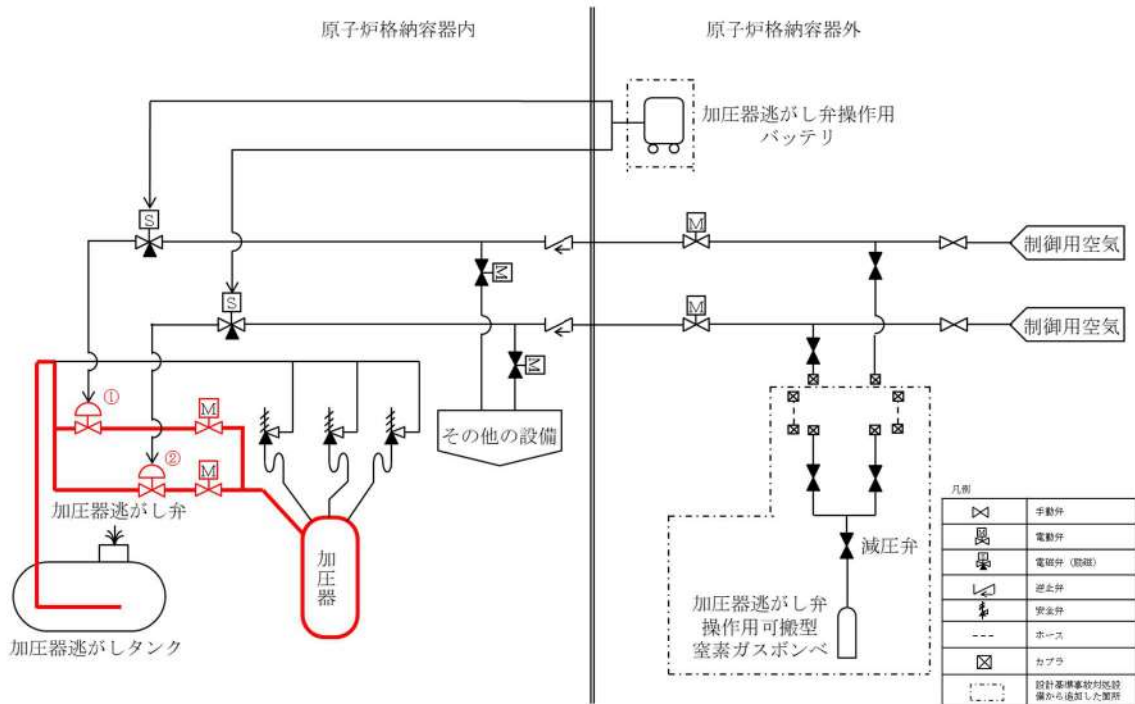 原子炉格納容器内
原子炉格納容器外
加圧器逃がし弁操作用
バッテリ
S
M
制御用空気
M
S
M
制御用空気
M
①
M
その他の設備
②
M
加圧器逃がし弁
加圧器
減圧弁
加圧器逃がし弁
操作用可搬型
窒素ガスボンベ
加圧器逃がしタンク
凡例
手動弁
電動弁
電磁弁
逆止弁
安全弁
ホース
カプラ
設計基準事故対処設
備から追加した箇所